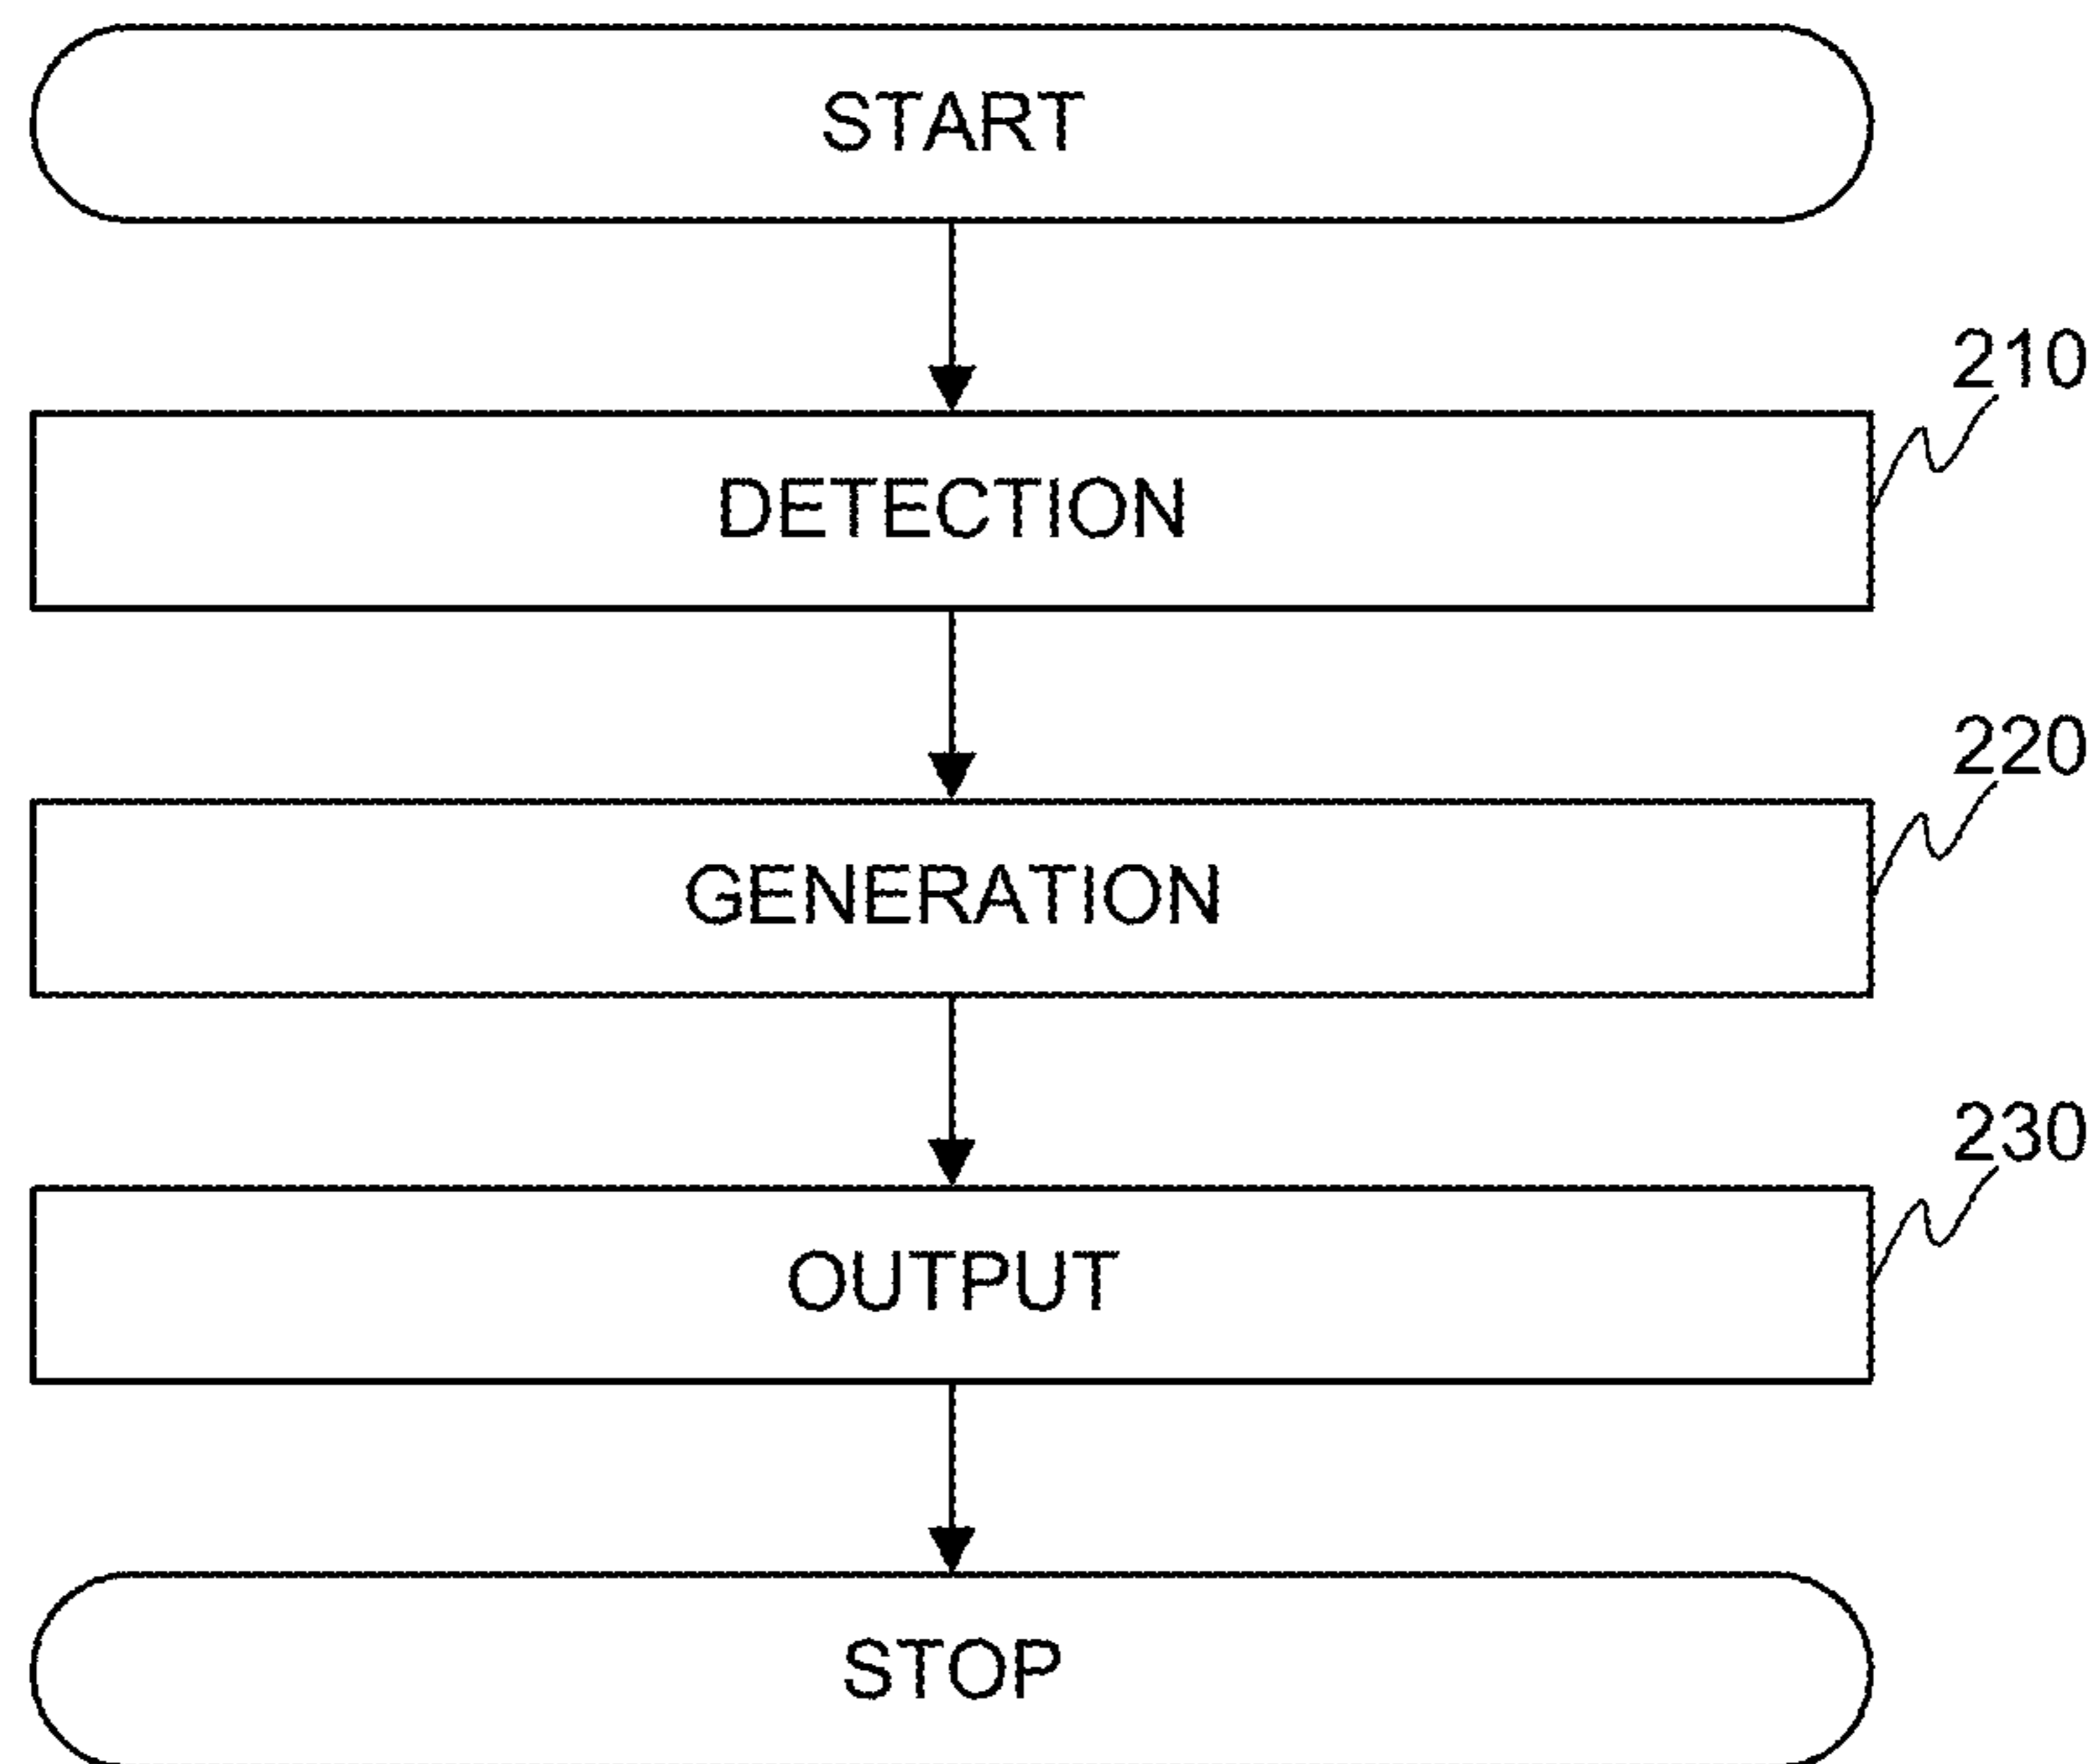 START
210
DETECTION
220
GENERATION
230
OUTPUT
STOP